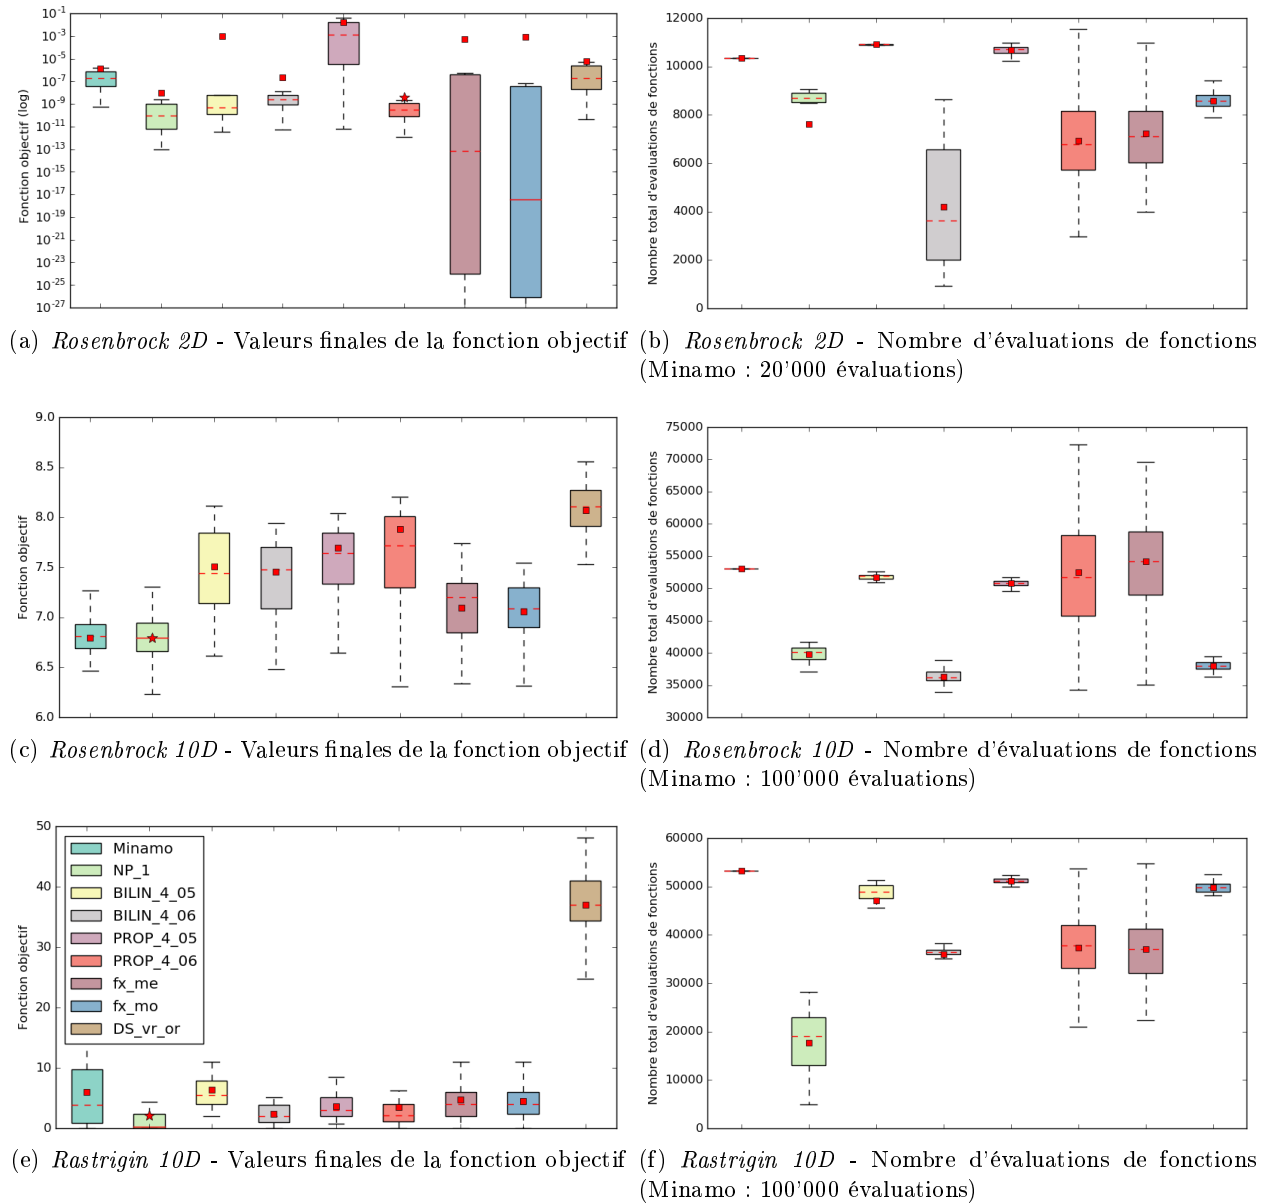 10^-1
10^-3
10^-5
10^-7
10^-9
10^-11
10^-13
10^-15
10^-17
10^-19
10^-21
10^-23
10^-25
10^-27
Fonction objectif (log)
12000
10000
8000
6000
4000
2000
0
Nombre total d'evaluations de fonctions
(a) Rosenbrock 2D - Valeurs finales de la fonction objectif
(b) Rosenbrock 2D - Nombre d'évaluations de fonctions
(Minamo : 20'000 évaluations)
9.0
8.5
8.0
7.5
7.0
6.5
6.0
Fonction objectif
75000
70000
65000
60000
55000
50000
45000
40000
35000
30000
Nombre total d'evaluations de fonctions
(c) Rosenbrock 10D - Valeurs finales de la fonction objectif
(d) Rosenbrock 10D - Nombre d'évaluations de fonctions
(Minamo : 100'000 évaluations)
50
40
30
20
10
0
Fonction objectif
Minamo
NP_1
BILIN_4_05
BILIN_4_06
PROP_4_05
PROP_4_06
fx_me
fx_mo
DS_vr_or
60000
50000
40000
30000
20000
10000
0
Nombre total d'evaluations de fonctions
(e) Rastrigin 10D - Valeurs finales de la fonction objectif
(f) Rastrigin 10D - Nombre d'évaluations de fonctions
(Minamo : 100'000 évaluations)